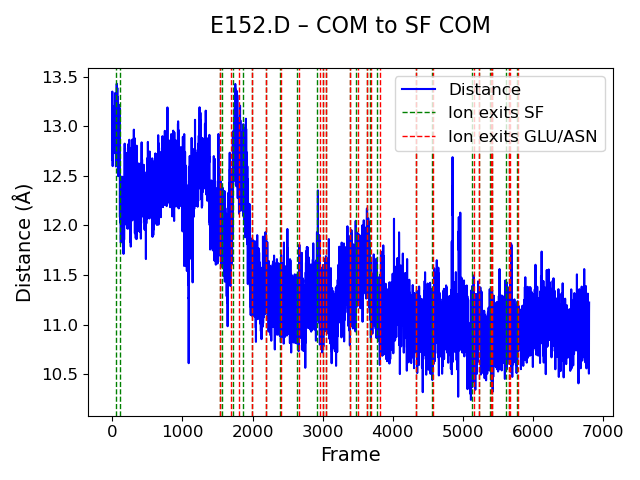 E152.D – COM to SF COM
Distance (Å)
13.5
13.0
12.5
12.0
11.5
11.0
10.5
Distance
Ion exits SF
Ion exits GLU/ASN
0 1000 2000 3000 4000 5000 6000 7000
Frame